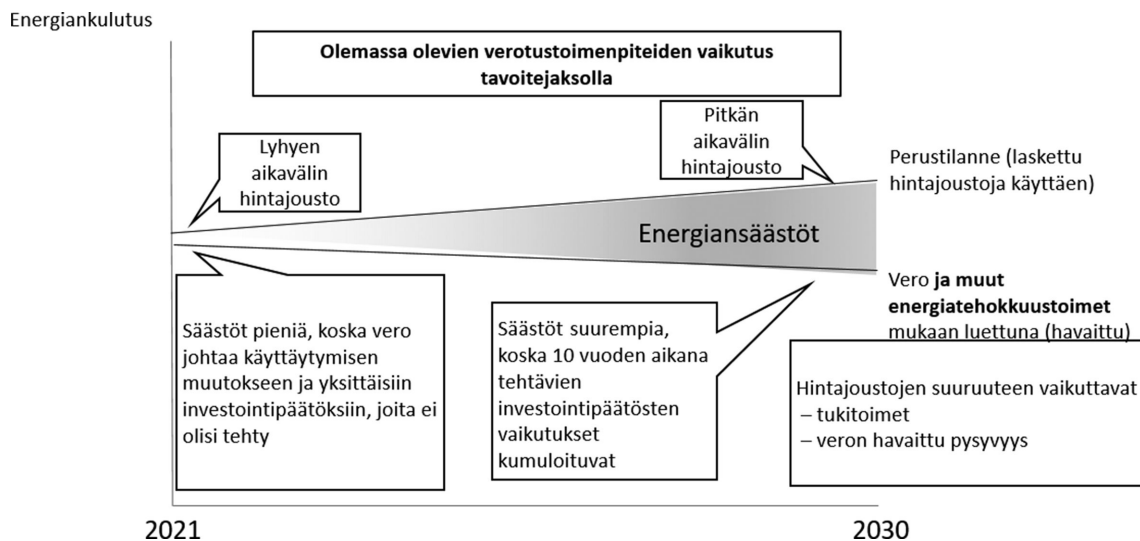 Energiankulutus
Olemassa olevien verotustoimenpiteiden vaikutus
tavoitejaksolla
Lyhyen
aikavälin
hintajousto
Pitkän
aikavälin
hintajousto
Perustilanne (laskettu
hintajoustoja käyttäen)
Energiansäästöt
Vero ja muut
energiatehokkuustoimet
mukaan luettuna (havaittu)
Säästöt pieniä, koska vero
johtaa käyttäytymisen
muutokseen ja yksittäisiin
investointipäätöksiin, joita ei
olisi tehty
Säästöt suurempia,
koska 10 vuoden aikana
tehtävien
investointipäätösten
vaikutukset
kumuloituvat
Hintajoustojen suuruuteen vaikuttavat
– tukitoimet
– veron havaittu pysyvyys
2021
2030